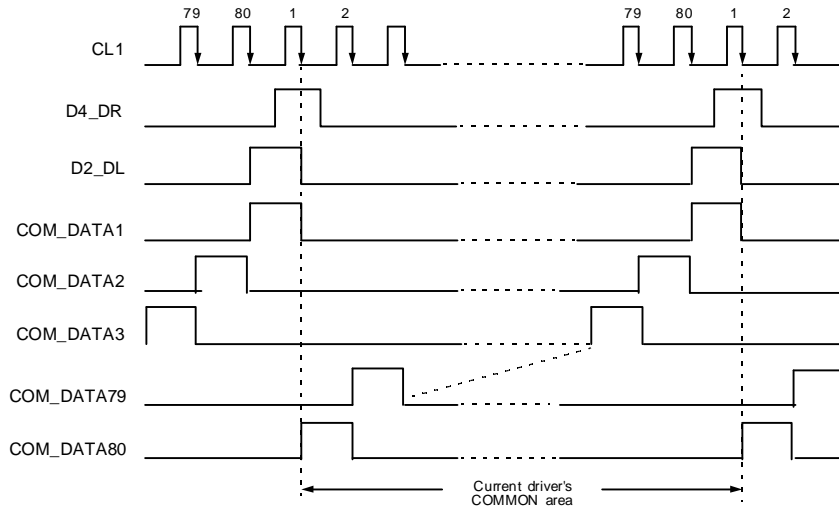 79 80 1 2 79 80 1 2
CL1
D4_DR
D2_DL
COM_DATA1
COM_DATA2
COM_DATA3
COM_DATA79
COM_DATA80
Current driver's
COMMON area